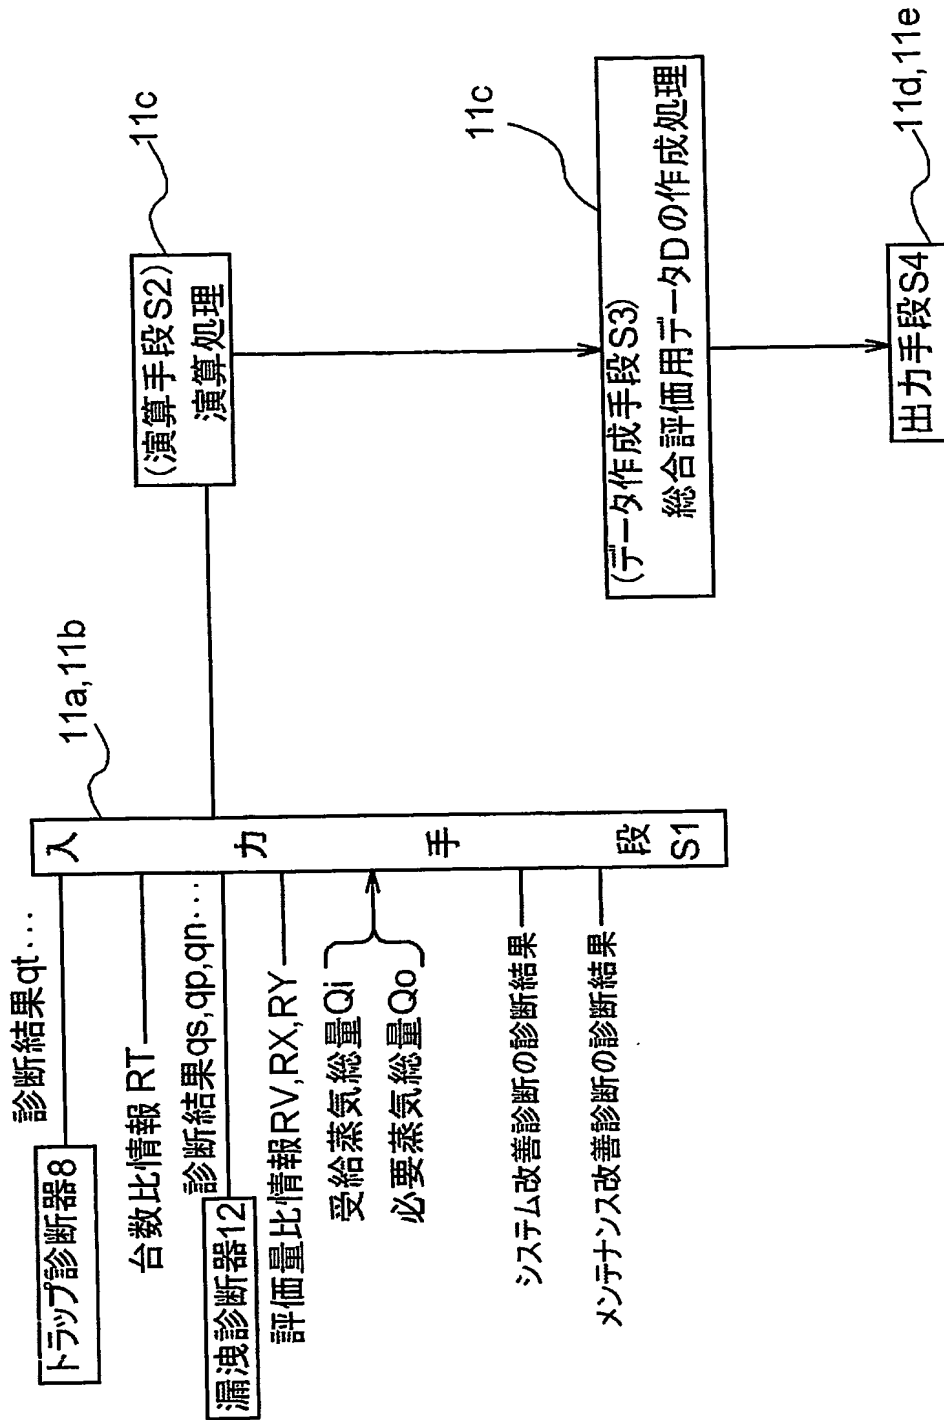 トラップ診断器8
診断結果qt···
台数比情報 RT
漏洩診断器12
診断結果qs,qp,qn···
評価量比情報RV,RX,RY
受給蒸気総量Qi
必要蒸気総量Qo
システム改善診断の診断結果
メンテナンス改善診断の診断結果
入力手段
S1
11a,11b
(演算手段S2)
演算処理
11c
(データ作成手段S3)
総合評価用データDの作成処理
11c
出力手段S4
11d,11e